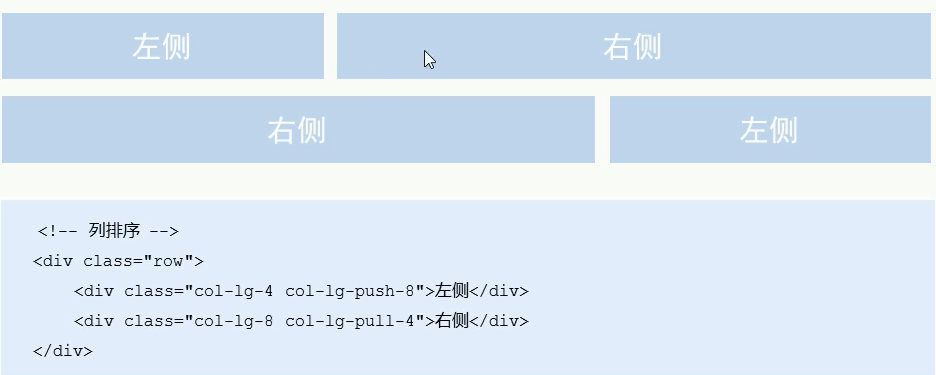 左侧 右侧
右侧 左侧
<!-- 列排序 -->
<div class="row">
<div class="col-lg-4 col-lg-push-8">左侧</div>
<div class="col-lg-8 col-lg-pull-4">右侧</div>
</div>